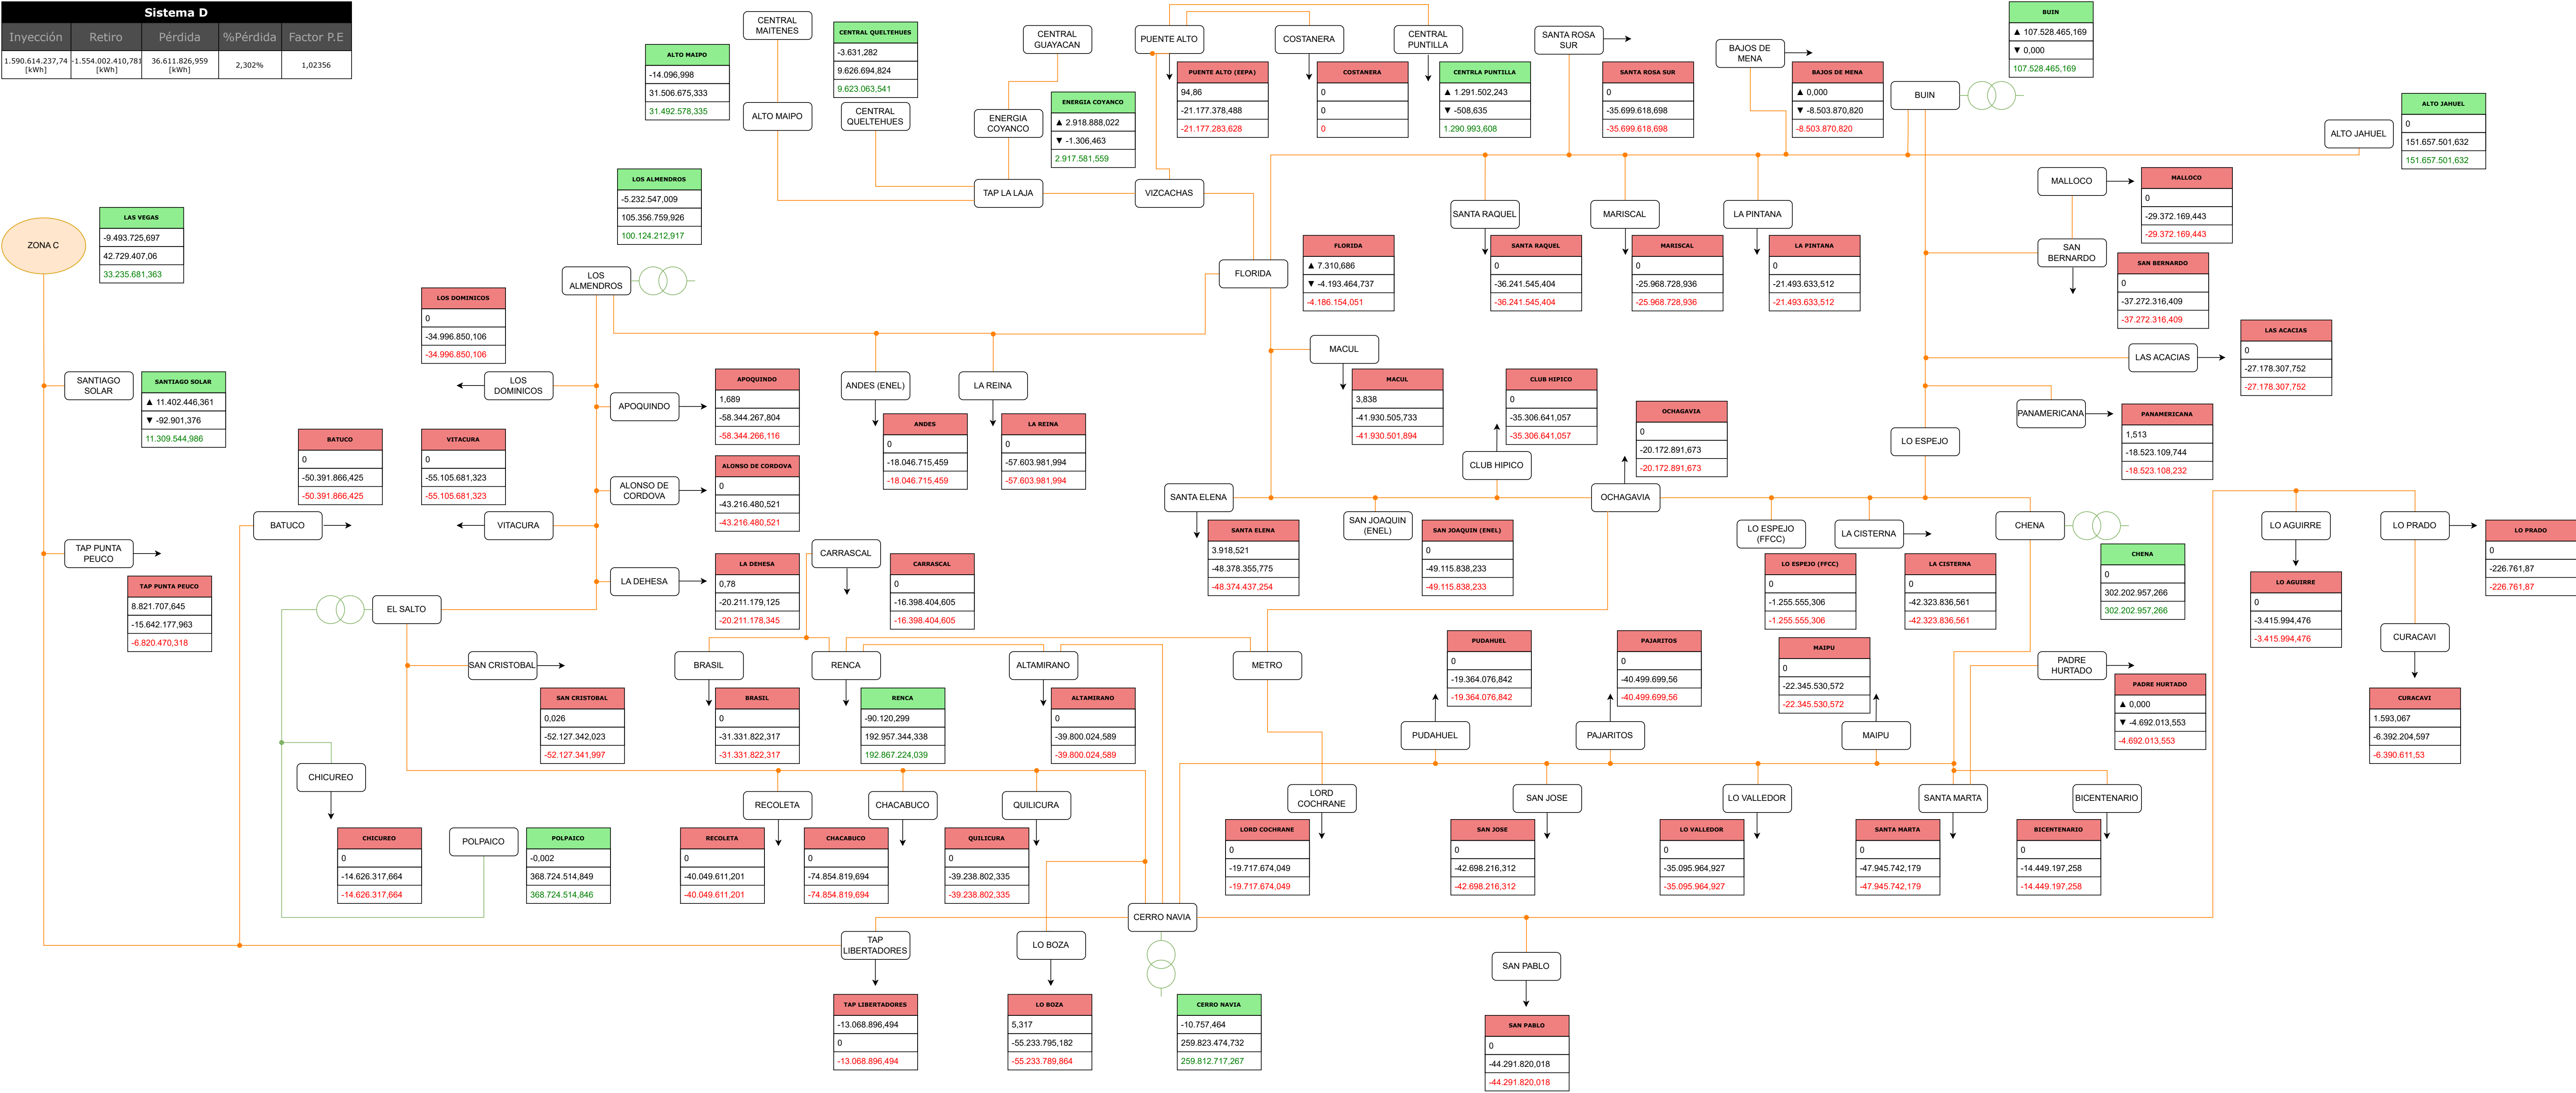 Sistema D
Inyección Retiro Pérdida %Pérdida Factor P.E
1.590.614.237,74 [kWh] -1.554.002.410,781 [kWh] 36.611.826,959 [kWh] 2,302% 1,02356
CENTRAL MAITENES
ALTO MAIPO
-14.096,998
31.506.675,333
31.492.578,335
ALTO MAIPO
CENTRAL QUELTEHUES
-3.631,282
9.626.694,824
9.623.063,541
CENTRAL QUELTEHUES
CENTRAL GUAYACAN
ENERGIA COYANCO
ENERGIA COYANCO
▲ 2.918.888,022
▼ -1.306,463
2.917.581,559
TAP LA LAJA
VIZCACHAS
PUENTE ALTO
PUENTE ALTO (EEPA)
94,86
-21.177.378,488
-21.177.283,628
COSTANERA
COSTANERA
0
0
0
CENTRAL PUNTILLA
CENTRLA PUNTILLA
▲ 1.291.502,243
▼ -508,635
1.290.993,608
SANTA ROSA SUR
SANTA ROSA SUR
0
-35.699.618,698
-35.699.618,698
BAJOS DE MENA
BAJOS DE MENA
▲ 0,000
▼ -8.503.870,820
-8.503.870,820
BUIN
▲ 107.528.465,169
▼ 0,000
107.528.465,169
BUIN
ALTO JAHUEL
ALTO JAHUEL
0
151.657.501,632
151.657.501,632
LOS ALMENDROS
-5.232.547,009
105.356.759,926
100.124.212,917
LOS ALMENDROS
ZONA C
LAS VEGAS
-9.493.725,697
42.729.407,06
33.235.681,363
FLORIDA
FLORIDA
▲ 7.310,686
▼ -4.193.464,737
-4.186.154,051
SANTA RAQUEL
SANTA RAQUEL
0
-36.241.545,404
-36.241.545,404
MARISCAL
MARISCAL
0
-25.968.728,936
-25.968.728,936
LA PINTANA
LA PINTANA
0
-21.493.633,512
-21.493.633,512
MALLOCO
MALLOCO
0
-29.372.169,443
-29.372.169,443
SAN BERNARDO
SAN BERNARDO
0
-37.272.316,409
-37.272.316,409
LAS ACACIAS
LAS ACACIAS
0
-27.178.307,752
-27.178.307,752
PANAMERICANA
PANAMERICANA
1,513
-18.523.109,744
-18.523.108,232
LO ESPEJO
LOS DOMINICOS
0
-34.996.850,106
-34.996.850,106
LOS DOMINICOS
SANTIAGO SOLAR
SANTIAGO SOLAR
▲ 11.402.446,361
▼ -92.901,376
11.309.544,986
APOQUINDO
APOQUINDO
1,689
-58.344.267,804
-58.344.266,116
ANDES (ENEL)
ANDES
0
-18.046.715,459
-18.046.715,459
LA REINA
LA REINA
0
-57.603.981,994
-57.603.981,994
MACUL
MACUL
3,838
-41.930.505,733
-41.930.501,894
CLUB HIPICO
0
-35.306.641,057
-35.306.641,057
CLUB HIPICO
OCHAGAVIA
0
-20.172.891,673
-20.172.891,673
OCHAGAVIA
BATUCO
0
-50.391.866,425
-50.391.866,425
BATUCO
VITACURA
0
-55.105.681,323
-55.105.681,323
VITACURA
ALONSO DE CORDOVA
ALONSO DE CORDOVA
0
-43.216.480,521
-43.216.480,521
SANTA ELENA
SANTA ELENA
3.918,521
-48.378.355,775
-48.374.437,254
SAN JOAQUIN (ENEL)
SAN JOAQUIN (ENEL)
0
-49.115.838,233
-49.115.838,233
LO ESPEJO (FFCC)
LO ESPEJO (FFCC)
0
-1.255.555,306
-1.255.555,306
LA CISTERNA
LA CISTERNA
0
-42.323.836,561
-42.323.836,561
CHENA
CHENA
0
302.202.957,266
302.202.957,266
LO AGUIRRE
LO AGUIRRE
0
-3.415.994,476
-3.415.994,476
LO PRADO
LO PRADO
0
-226.761,87
-226.761,87
TAP PUNTA PEUCO
TAP PUNTA PEUCO
8.821.707,645
-15.642.177,963
-6.820.470,318
LA DEHESA
LA DEHESA
0,78
-20.211.179,125
-20.211.178,345
CARRASCAL
CARRASCAL
0
-16.398.404,605
-16.398.404,605
EL SALTO
SAN CRISTOBAL
SAN CRISTOBAL
0,026
-52.127.342,023
-52.127.341,997
BRASIL
BRASIL
0
-31.331.822,317
-31.331.822,317
RENCA
RENCA
-90.120,299
192.957.344,338
192.867.224,039
ALTAMIRANO
ALTAMIRANO
0
-39.800.024,589
-39.800.024,589
METRO
PUDAHUEL
0
-19.364.076,842
-19.364.076,842
PUDAHUEL
PAJARITOS
0
-40.499.699,56
-40.499.699,56
PAJARITOS
MAIPU
0
-22.345.530,572
-22.345.530,572
MAIPU
PADRE HURTADO
PADRE HURTADO
▲ 0,000
▼ -4.692.013,553
-4.692.013,553
CURACAVI
CURACAVI
1.593,067
-6.392.204,597
-6.390.611,53
CHICUREO
CHICUREO
0
-14.626.317,664
-14.626.317,664
POLPAICO
POLPAICO
-0,002
368.724.514,849
368.724.514,846
RECOLETA
RECOLETA
0
-40.049.611,201
-40.049.611,201
CHACABUCO
CHACABUCO
0
-74.854.819,694
-74.854.819,694
QUILICURA
QUILICURA
0
-39.238.802,335
-39.238.802,335
LORD COCHRANE
LORD COCHRANE
0
-19.717.674,049
-19.717.674,049
SAN JOSE
SAN JOSE
0
-42.698.216,312
-42.698.216,312
LO VALLEDOR
LO VALLEDOR
0
-35.095.964,927
-35.095.964,927
SANTA MARTA
SANTA MARTA
0
-47.945.742,179
-47.945.742,179
BICENTENARIO
BICENTENARIO
0
-14.449.197,258
-14.449.197,258
CERRO NAVIA
TAP LIBERTADORES
TAP LIBERTADORES
-13.068.896,494
0
-13.068.896,494
LO BOZA
LO BOZA
5,317
-55.233.795,182
-55.233.789,864
CERRO NAVIA
-10.757,464
259.823.474,732
259.812.717,267
SAN PABLO
SAN PABLO
0
-44.291.820,018
-44.291.820,018